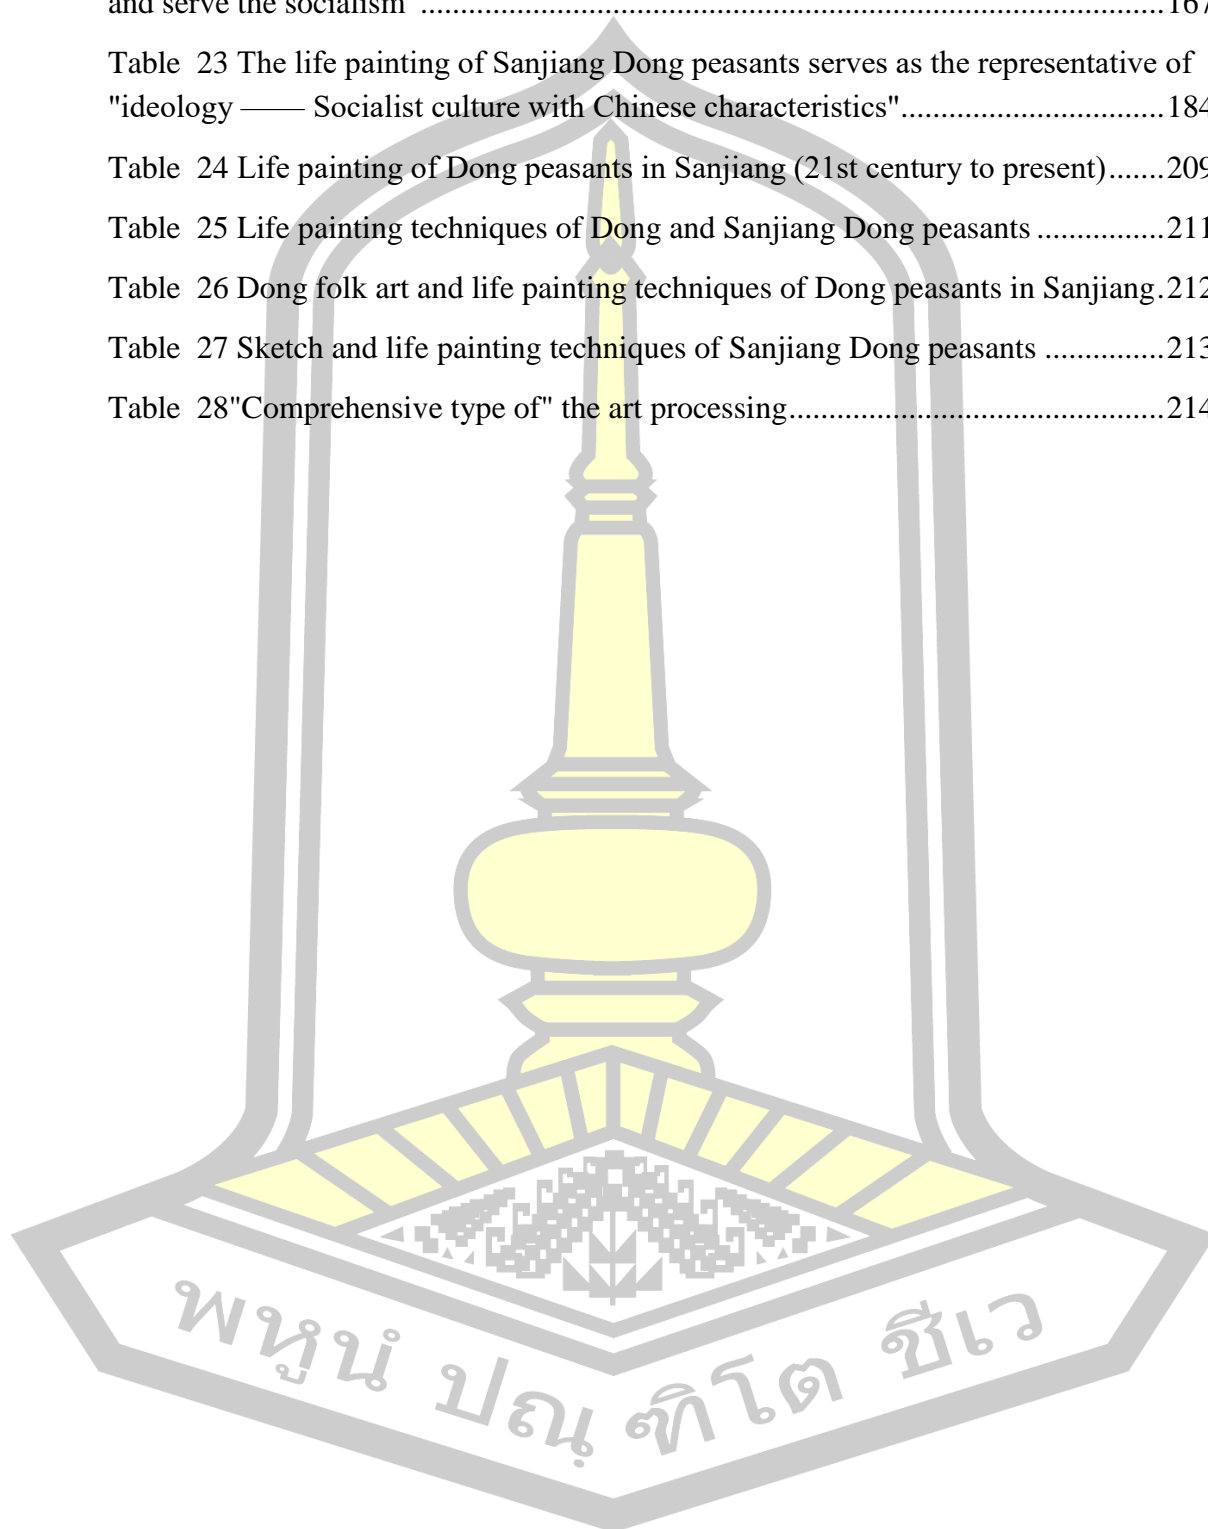 and serve the socialism ........................................................................................167
Table 23 The life painting of Sanjiang Dong peasants serves as the representative of
"ideology —— Socialist culture with Chinese characteristics"...............................184
Table 24 Life painting of Dong peasants in Sanjiang (21st century to present).......209
Table 25 Life painting techniques of Dong and Sanjiang Dong peasants ................211
Table 26 Dong folk art and life painting techniques of Dong peasants in Sanjiang.212
Table 27 Sketch and life painting techniques of Sanjiang Dong peasants ...............213
Table 28"Comprehensive type of" the art processing.............................................214
พหูนํ ปณฺฑิโต ชีเว